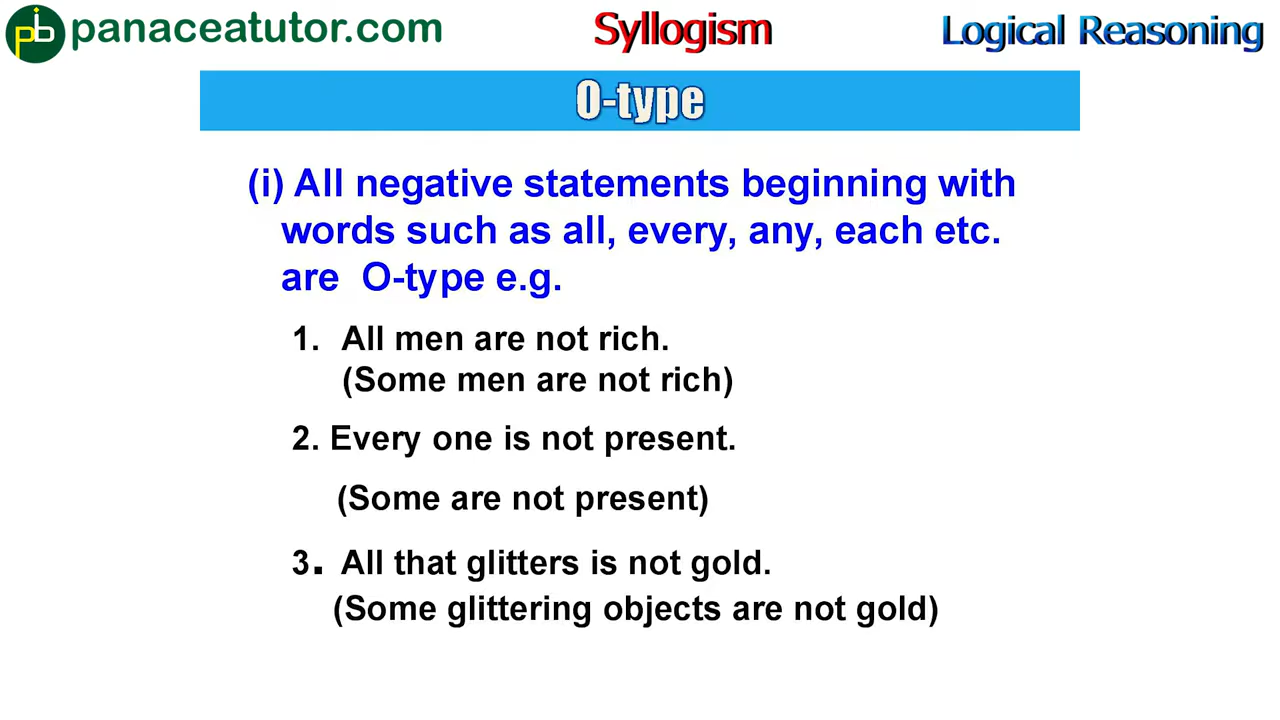 pib panaceatutor.com Syllogism Logical Reasoning
O-type
(i) All negative statements beginning with
words such as all, every, any, each etc.
are O-type e.g.
1. All men are not rich.
(Some men are not rich)
2. Every one is not present.
(Some are not present)
3. All that glitters is not gold.
(Some glittering objects are not gold)